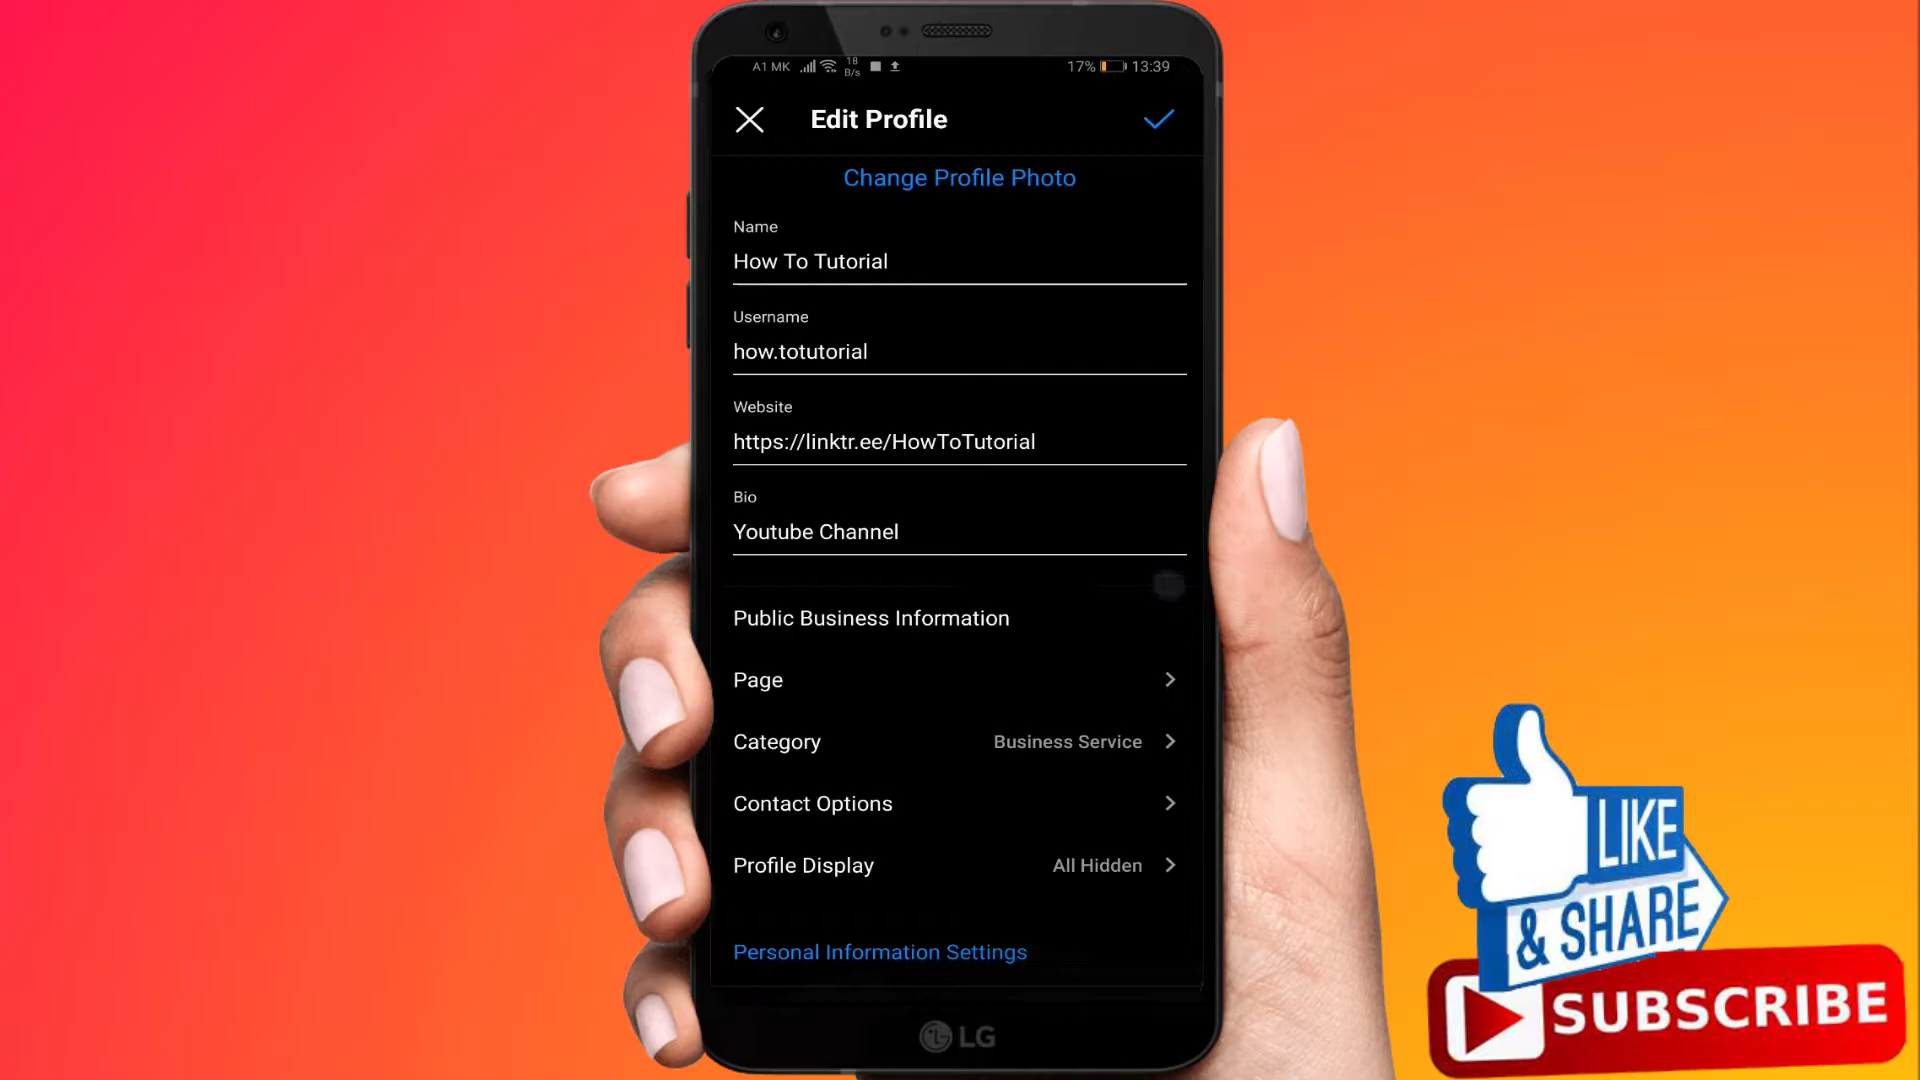 A1 MK 18 B/s 17% 13:39
Edit Profile
Change Profile Photo
Name
How To Tutorial
Username
how.totutorial
Website
https://linktr.ee/HowToTutorial
Bio
Youtube Channel
Public Business Information
Page
Category Business Service
Contact Options
Profile Display All Hidden
Personal Information Settings
LG
LIKE
& SHARE
SUBSCRIBE